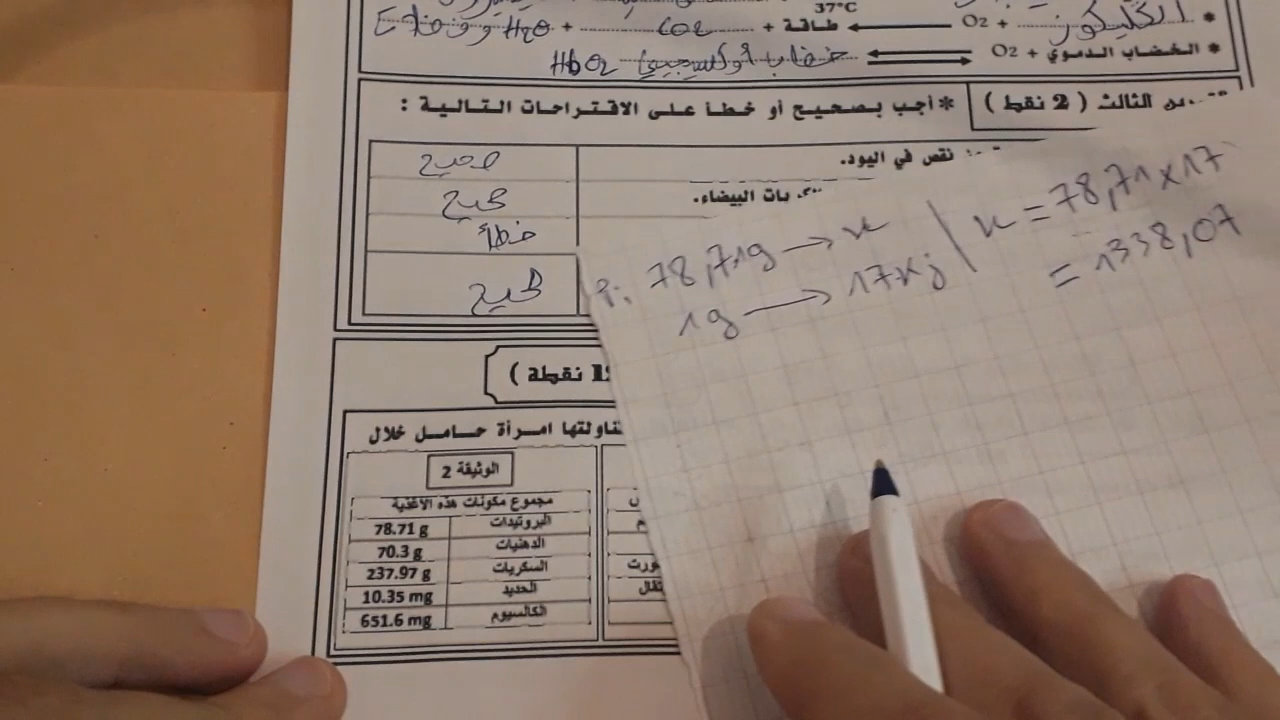 * الكليكوز + O2 ← 37°C طاقة + CO2 + H2O
* الخضاب الدموي + O2 ⇄ خضاب أوكسجيني HbO2
الثالث ( 2 نقط ) * أجب بصحيح أو خطأ على الاقتراحات التالية :
نقص في اليود. صحيح
البيضاء. صحيح
خطأ
صحيح
نقطة )
امرأة حامل خلال
الوثيقة 2
مجموع مكونات هذه الأغذية
البروتيدات 78.71 g
الدهنيات 70.3 g
السكريات 237.97 g
الحديد 10.35 mg
الكالسيوم 651.6 mg
P: 78,71g → x
1g → 17kj
x = 78,71 x 17
= 1338,07